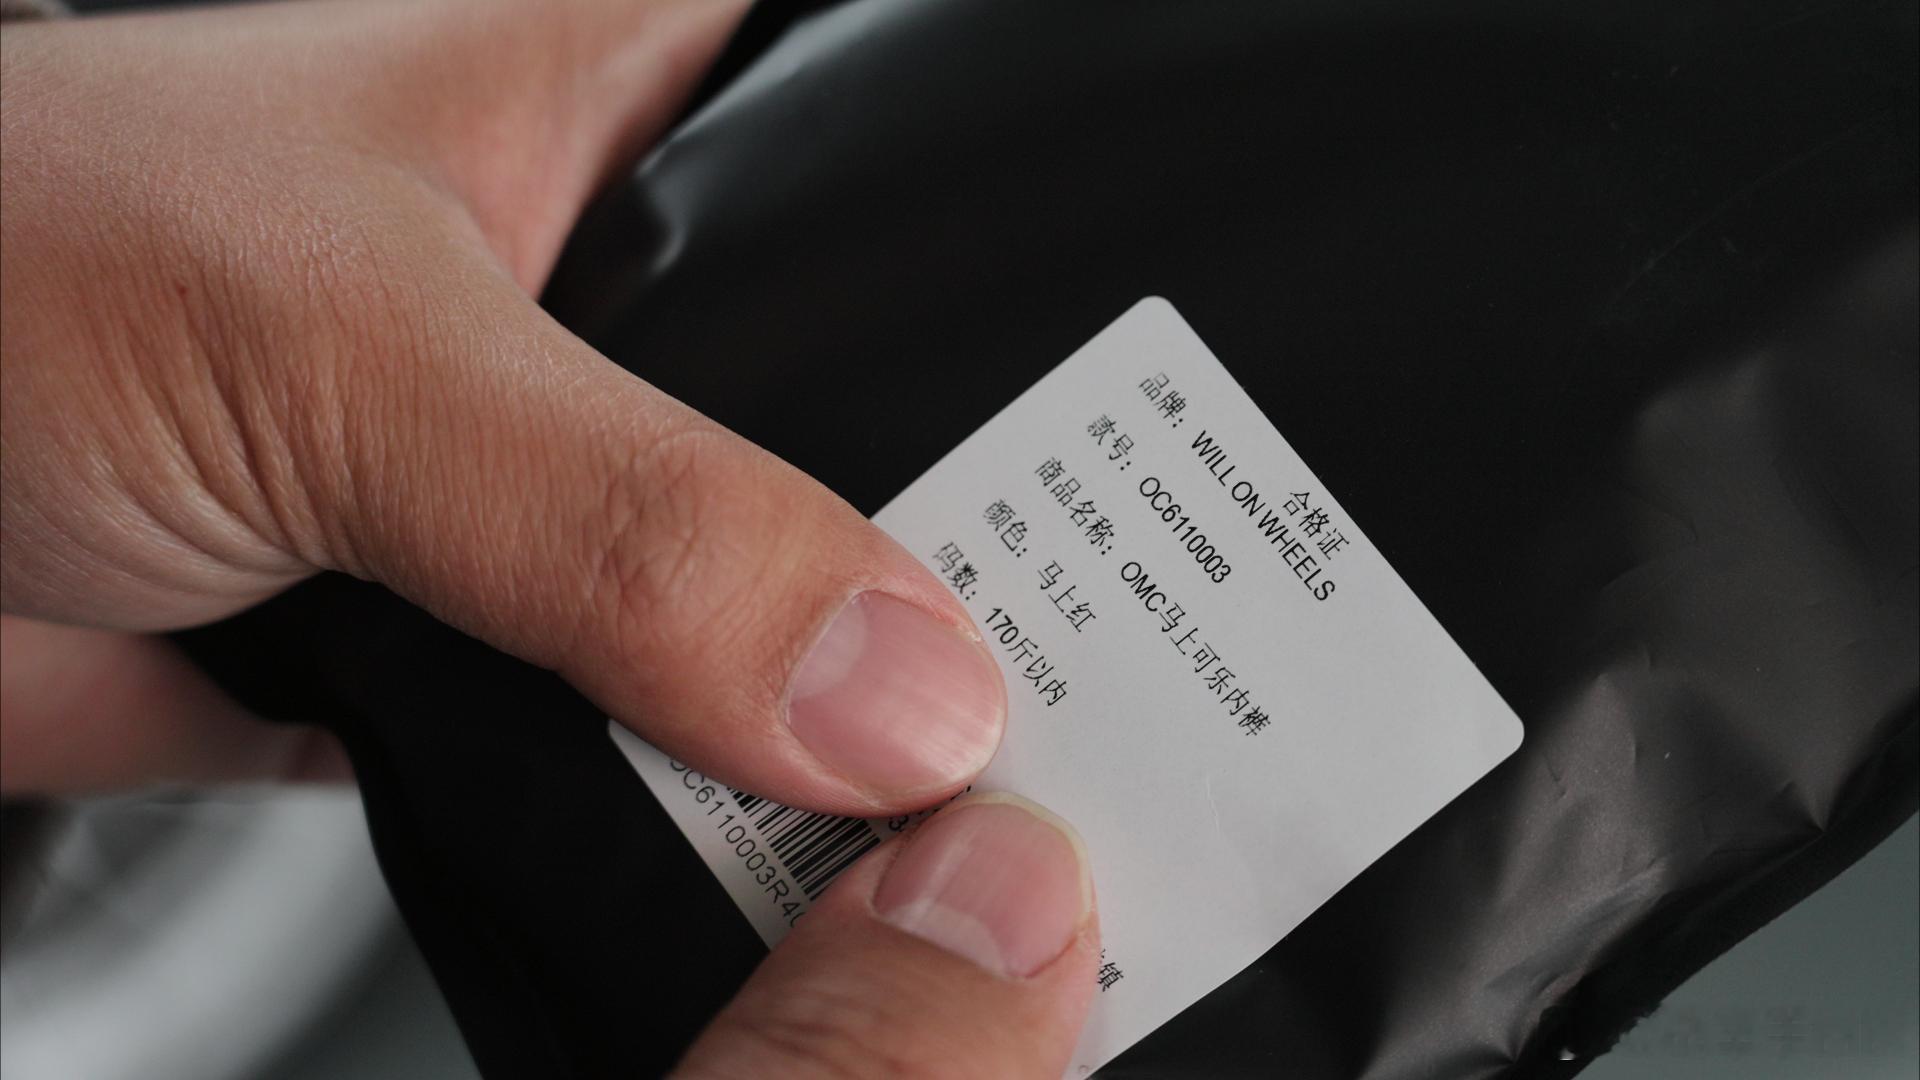 合格证
品牌：WILL ON WHEELS
款号：OC6110003
商品名称：OMC马上可乐内裤
颜色：马上红
码数：170斤以内
镇
OC6110003R4